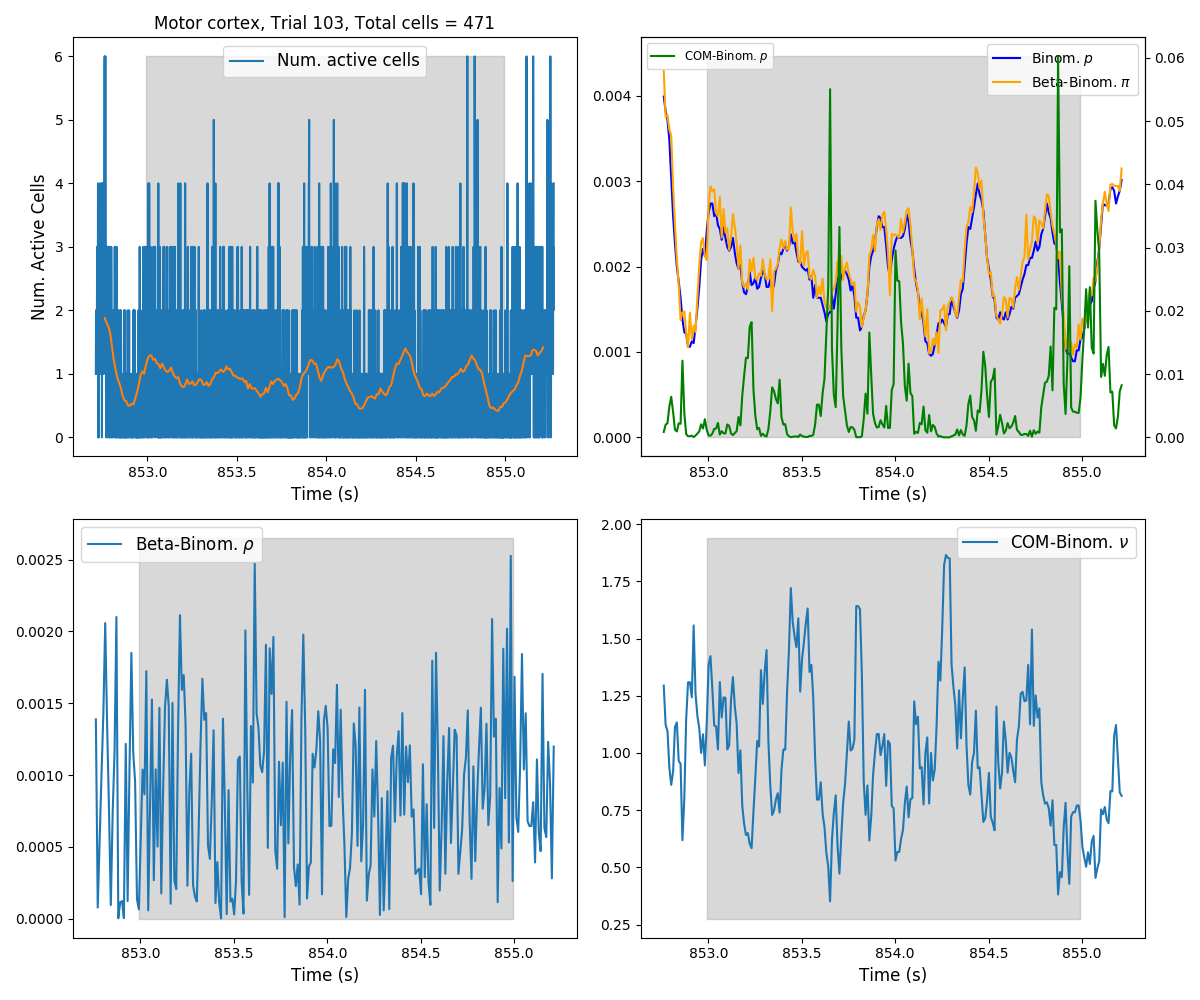 Motor cortex, Trial 103, Total cells = 471
Num. active cells
6
5
4
3
2
1
0
Num. Active Cells
853.0 853.5 854.0 854.5 855.0
Time (s)
COM-Binom. p
Binom. p
Beta-Binom. π
0.004
0.003
0.002
0.001
0.000
0.06
0.05
0.04
0.03
0.02
0.01
0.00
853.0 853.5 854.0 854.5 855.0
Time (s)
Beta-Binom. ρ
0.0025
0.0020
0.0015
0.0010
0.0005
0.0000
853.0 853.5 854.0 854.5 855.0
Time (s)
COM-Binom. ν
2.00
1.75
1.50
1.25
1.00
0.75
0.50
0.25
853.0 853.5 854.0 854.5 855.0
Time (s)